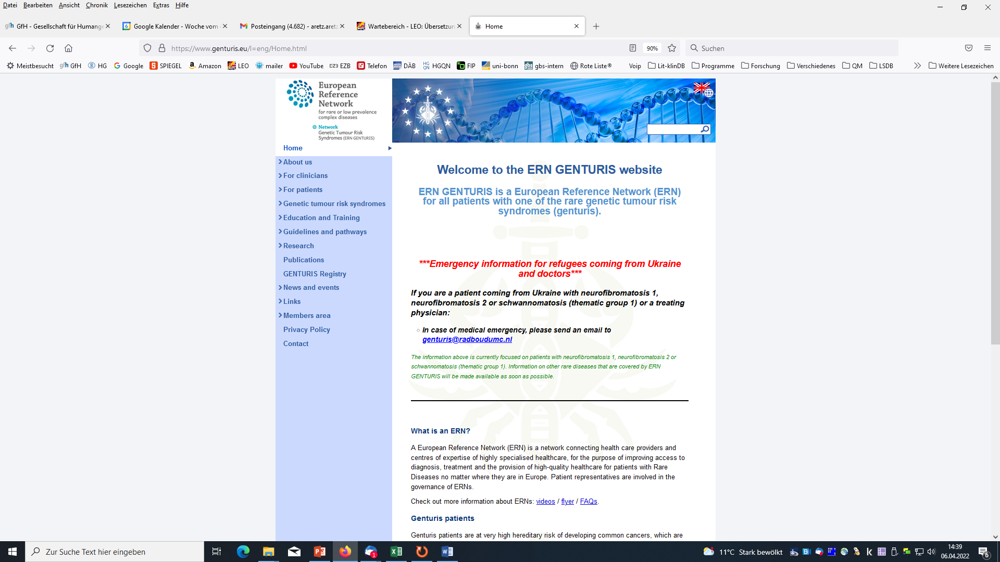 Datei Bearbeiten Ansicht Chronik Lesezeichen Extras Hilfe
gfh GfH - Gesellschaft für Humange
6 Google Kalender - Woche vom
Posteingang (4.682) - aretz.aretz
Wartebereich - LEO: Übersetzun
Home
https://www.genturis.eu/l=eng/Home.html
90%
Suchen
Meistbesucht gfh GfH HG Google SPIEGEL Amazon LEO mailer YouTube EZ3 EZB Telefon DÄB HG QN HGQN FIP uni-bonn gbs gbs-intern Rote Liste® Voip Lit-klinDB Programme Forschung Verschiedenes QM LSDB Weitere Lesezeichen
European
Reference
Network
for rare or low prevalence
complex diseases
Network
Genetic Tumour Risk
Syndromes (ERN GENTURIS)
Home
About us
For clinicians
For patients
Genetic tumour risk syndromes
Education and Training
Guidelines and pathways
Research
Publications
GENTURIS Registry
News and events
Links
Members area
Privacy Policy
Contact
Welcome to the ERN GENTURIS website
ERN GENTURIS is a European Reference Network (ERN)
for all patients with one of the rare genetic tumour risk
syndromes (genturis).
***Emergency information for refugees coming from Ukraine
and doctors***
If you are a patient coming from Ukraine with neurofibromatosis 1,
neurofibromatosis 2 or schwannomatosis (thematic group 1) or a treating
physician:
In case of medical emergency, please send an email to
genturis@radboudumc.nl
The information above is currently focused on patients with neurofibromatosis 1, neurofibromatosis 2 or
schwannomatosis (thematic group 1). Information on other rare diseases that are covered by ERN
GENTURIS will be made available as soon as possible.
What is an ERN?
A European Reference Network (ERN) is a network connecting health care providers and
centres of expertise of highly specialised healthcare, for the purpose of improving access to
diagnosis, treatment and the provision of high-quality healthcare for patients with Rare
Diseases no matter where they are in Europe. Patient representatives are involved in the
governance of ERNs.
Check out more information about ERNs: videos / flyer / FAQs.
Genturis patients
Genturis patients are at very high hereditary risk of developing common cancers, which are
Zur Suche Text hier eingeben
1
11°C Stark bewölkt
14:39
06.04.2022
6